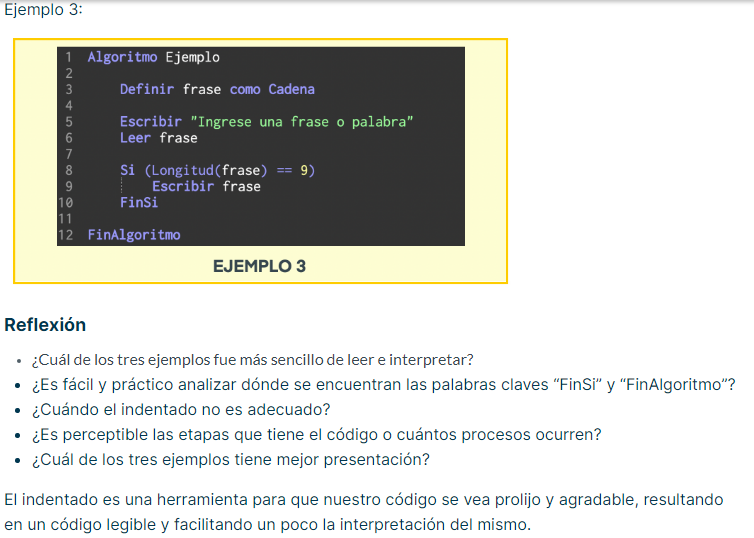 Ejemplo 3:
1 Algoritmo Ejemplo
2
3 Definir frase como Cadena
4
5 Escribir "Ingrese una frase o palabra"
6 Leer frase
7
8 Si (Longitud(frase) == 9)
9 Escribir frase
10 FinSi
11
12 FinAlgoritmo
EJEMPLO 3
Reflexión
• ¿Cuál de los tres ejemplos fue más sencillo de leer e interpretar?
• ¿Es fácil y práctico analizar dónde se encuentran las palabras claves “FinSi” y “FinAlgoritmo”?
• ¿Cuándo el indentado no es adecuado?
• ¿Es perceptible las etapas que tiene el código o cuántos procesos ocurren?
• ¿Cuál de los tres ejemplos tiene mejor presentación?
El indentado es una herramienta para que nuestro código se vea prolijo y agradable, resultando
en un código legible y facilitando un poco la interpretación del mismo.